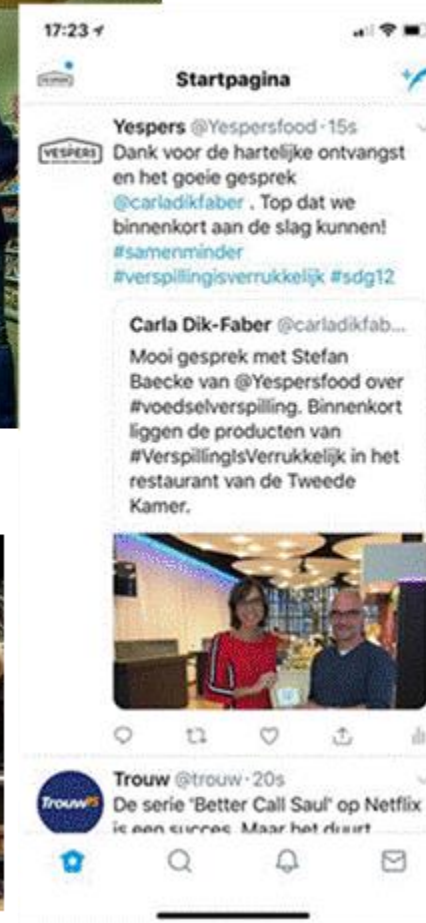 17:23
Startpagina
Yespers @Yespersfood · 15s
YESPERS
Dank voor de hartelijke ontvangst
en het goeie gesprek
@carladikfaber . Top dat we
binnenkort aan de slag kunnen!
#samenminder
#verspillingisverrukkelijk #sdg12
Carla Dik-Faber @carladikfab...
Mooi gesprek met Stefan
Baecke van @Yespersfood over
#voedselverspilling. Binnenkort
liggen de producten van
#VerspillingIsVerrukkelijk in het
restaurant van de Tweede
Kamer.
Trouw @trouw · 20s
Trouw
De serie 'Better Call Saul' op Netflix
is een succes. Maar het duurt